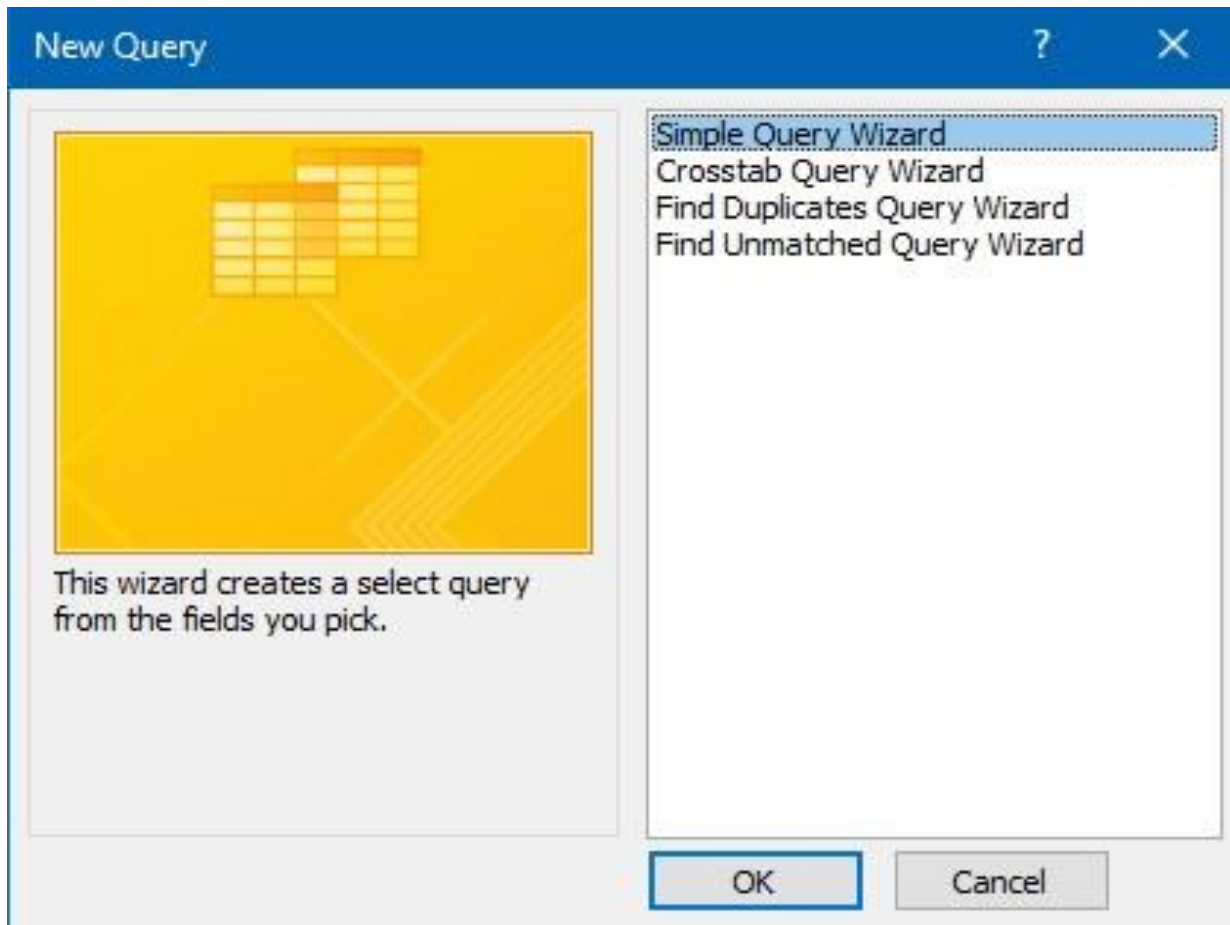 New Query
?
Simple Query Wizard
Crosstab Query Wizard
Find Duplicates Query Wizard
Find Unmatched Query Wizard
This wizard creates a select query
from the fields you pick.
OK
Cancel